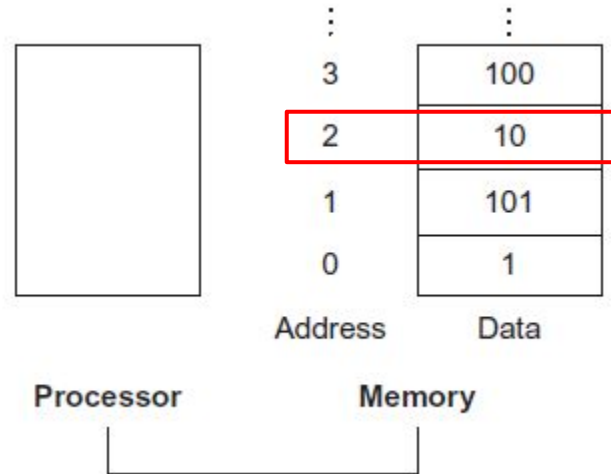 ⋮ ⋮
3 100
2 10
1 101
0 1
Address Data
Processor Memory